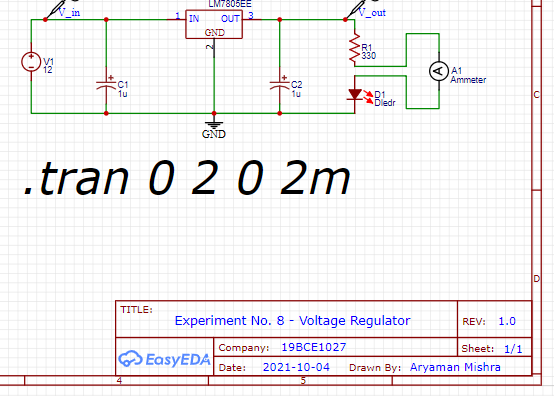 LM7805EE
V_in
1 IN OUT 3
V_out
GND
2
R1
330
V1
12
C1
1u
C2
1u
A
A1
Ammeter
D1
Dledr
GND
C
.tran 0 2 0 2m
D
TITLE:
Experiment No. 8 - Voltage Regulator
REV: 1.0
EasyEDA
Company: 19BCE1027
Sheet: 1/1
Date: 2021-10-04 Drawn By: Aryaman Mishra
4 5